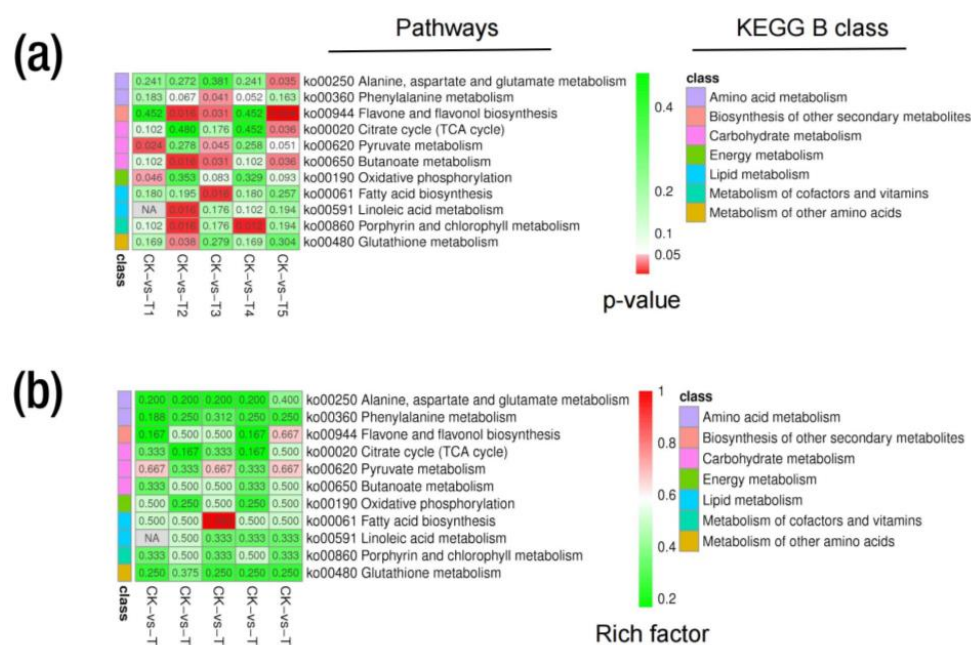 (a)
Pathways
KEGG B class
0.241 0.272 0.381 0.241 0.035 ko00250 Alanine, aspartate and glutamate metabolism
0.183 0.067 0.041 0.052 0.163 ko00360 Phenylalanine metabolism
0.452 0.016 0.031 0.452 ko00944 Flavone and flavonol biosynthesis
0.102 0.480 0.176 0.452 0.036 ko00020 Citrate cycle (TCA cycle)
0.024 0.278 0.045 0.258 0.051 ko00620 Pyruvate metabolism
0.102 0.016 0.031 0.102 0.036 ko00650 Butanoate metabolism
0.046 0.353 0.083 0.329 0.093 ko00190 Oxidative phosphorylation
0.180 0.195 0.016 0.180 0.257 ko00061 Fatty acid biosynthesis
NA 0.016 0.176 0.102 0.194 ko00591 Linoleic acid metabolism
0.102 0.016 0.176 0.194 ko00860 Porphyrin and chlorophyll metabolism
0.169 0.038 0.279 0.169 0.304 ko00480 Glutathione metabolism
class
CK-vs-T1
CK-vs-T2
CK-vs-T3
CK-vs-T4
CK-vs-T5
0.4
0.2
0.1
0.05
p-value
class
Amino acid metabolism
Biosynthesis of other secondary metabolites
Carbohydrate metabolism
Energy metabolism
Lipid metabolism
Metabolism of cofactors and vitamins
Metabolism of other amino acids
(b)
0.200 0.200 0.200 0.200 0.400 ko00250 Alanine, aspartate and glutamate metabolism
0.188 0.250 0.312 0.250 0.250 ko00360 Phenylalanine metabolism
0.167 0.500 0.500 0.167 0.667 ko00944 Flavone and flavonol biosynthesis
0.333 0.167 0.333 0.167 0.500 ko00020 Citrate cycle (TCA cycle)
0.667 0.333 0.667 0.333 0.667 ko00620 Pyruvate metabolism
0.333 0.500 0.500 0.333 0.500 ko00650 Butanoate metabolism
0.500 0.250 0.500 0.250 0.500 ko00190 Oxidative phosphorylation
0.500 0.500 0.500 0.500 ko00061 Fatty acid biosynthesis
NA 0.500 0.333 0.333 0.333 ko00591 Linoleic acid metabolism
0.333 0.500 0.333 0.500 0.333 ko00860 Porphyrin and chlorophyll metabolism
0.250 0.375 0.250 0.250 0.250 ko00480 Glutathione metabolism
class
CK-vs-T
CK-vs-T
CK-vs-T
CK-vs-T
CK-vs-T
1
0.8
0.6
0.4
0.2
Rich factor
class
Amino acid metabolism
Biosynthesis of other secondary metabolites
Carbohydrate metabolism
Energy metabolism
Lipid metabolism
Metabolism of cofactors and vitamins
Metabolism of other amino acids